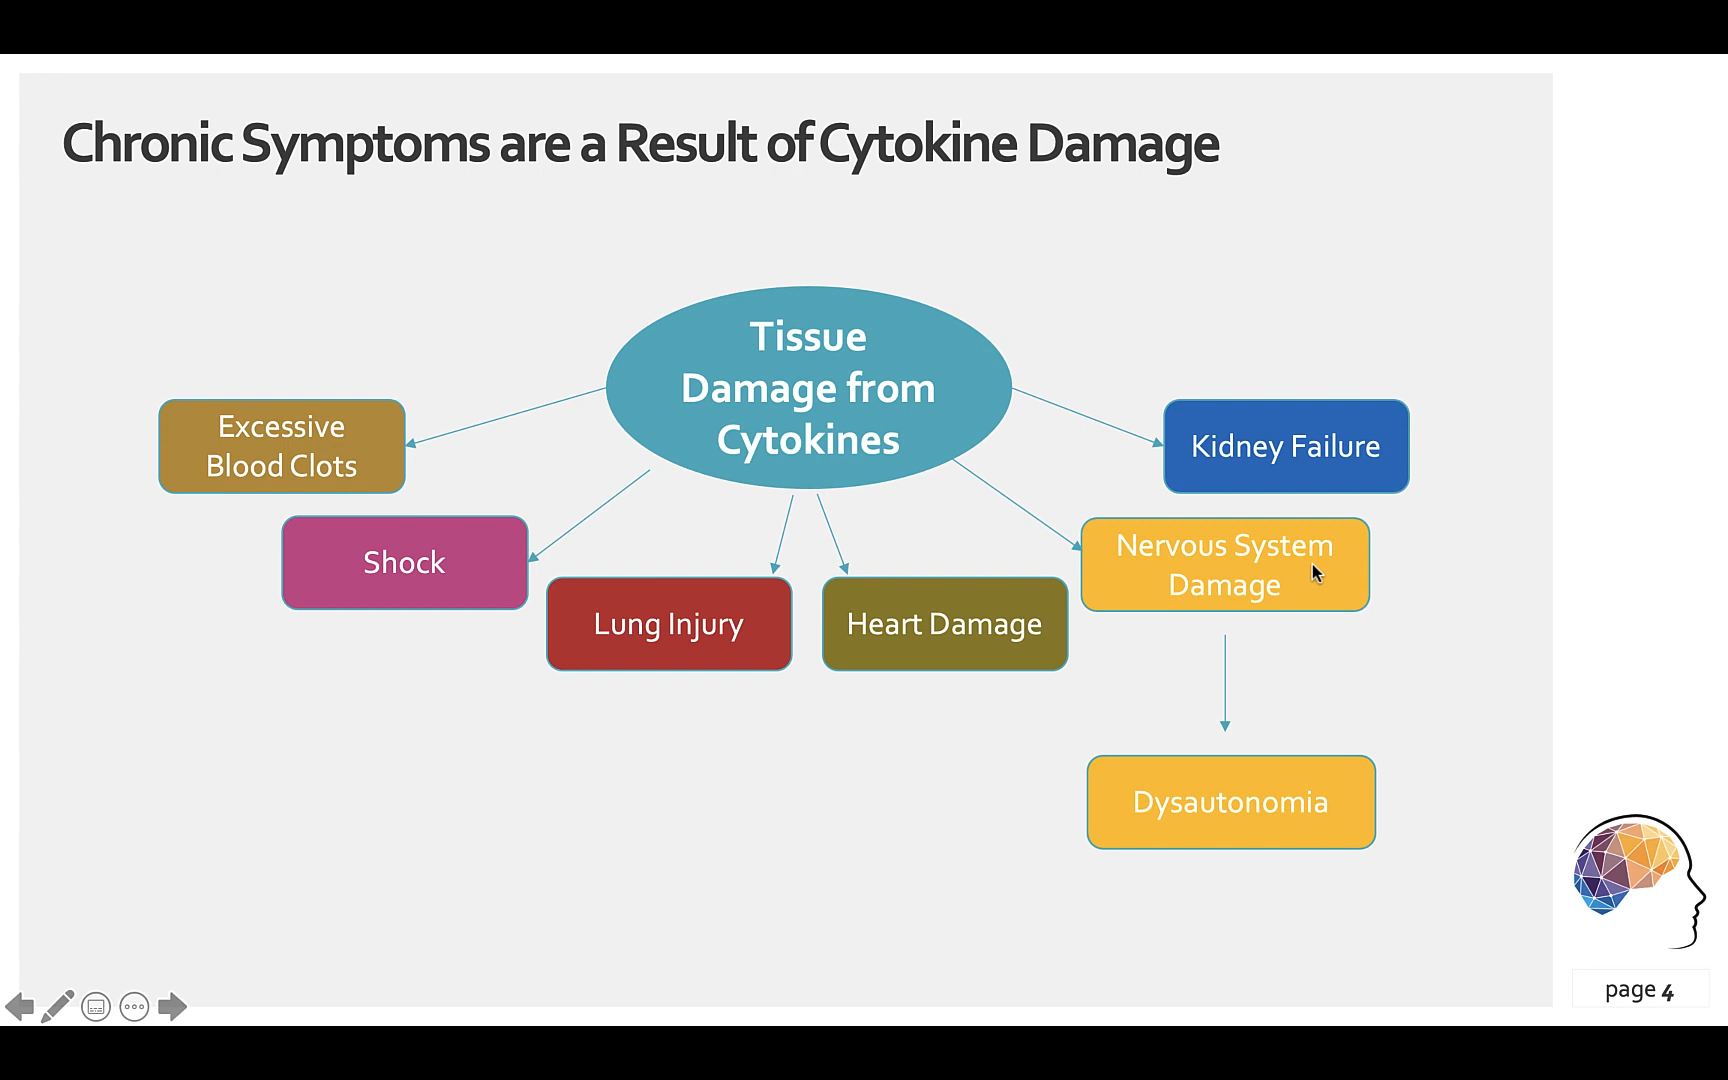 Chronic Symptoms are a Result of Cytokine Damage
Tissue
Damage from
Cytokines
Excessive
Blood Clots
Kidney Failure
Shock
Nervous System
Damage
Lung Injury
Heart Damage
Dysautonomia
page 4